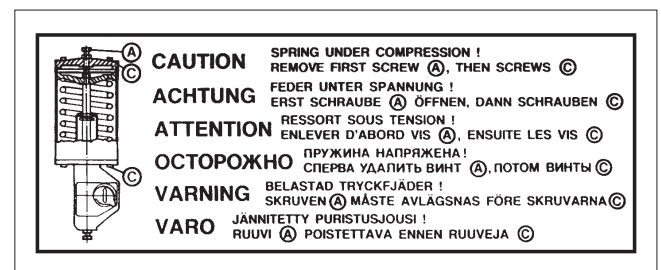 Ⓐ
Ⓒ
Ⓒ
CAUTION SPRING UNDER COMPRESSION !
REMOVE FIRST SCREW Ⓐ, THEN SCREWS Ⓒ
ACHTUNG FEDER UNTER SPANNUNG !
ERST SCHRAUBE Ⓐ ÖFFNEN, DANN SCHRAUBEN Ⓒ
ATTENTION RESSORT SOUS TENSION !
ENLEVER D'ABORD VIS Ⓐ, ENSUITE LES VIS Ⓒ
ОСТОРОЖНО ПРУЖИНА НАПРЯЖЕНА!
СПЕРВА УДАЛИТЬ ВИНТ Ⓐ, ПОТОМ ВИНТЫ Ⓒ
VARNING BELASTAD TRYCKFJÄDER !
SKRUVEN Ⓐ MÅSTE AVLÄGSNAS FÖRE SKRUVARNA Ⓒ
VARO JÄNNITETTY PURISTUSJOUSI !
RUUVI Ⓐ POISTETTAVA ENNEN RUUVEJA Ⓒ